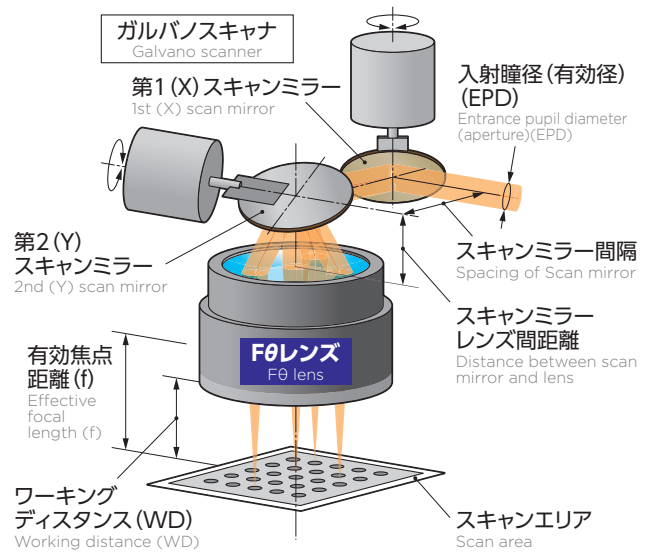 ガルバノスキャナ
Galvano scanner
第1(X)スキャンミラー
1st (X) scan mirror
入射瞳径(有効径)
(EPD)
Entrance pupil diameter
(aperture)(EPD)
第2(Y)
スキャンミラー
2nd (Y) scan mirror
スキャンミラー間隔
Spacing of Scan mirror
スキャンミラー
レンズ間距離
Distance between scan
mirror and lens
有効焦点
距離(f)
Effective
focal
length (f)
Fθレンズ
Fθ lens
ワーキング
ディスタンス(WD)
Working distance (WD)
スキャンエリア
Scan area